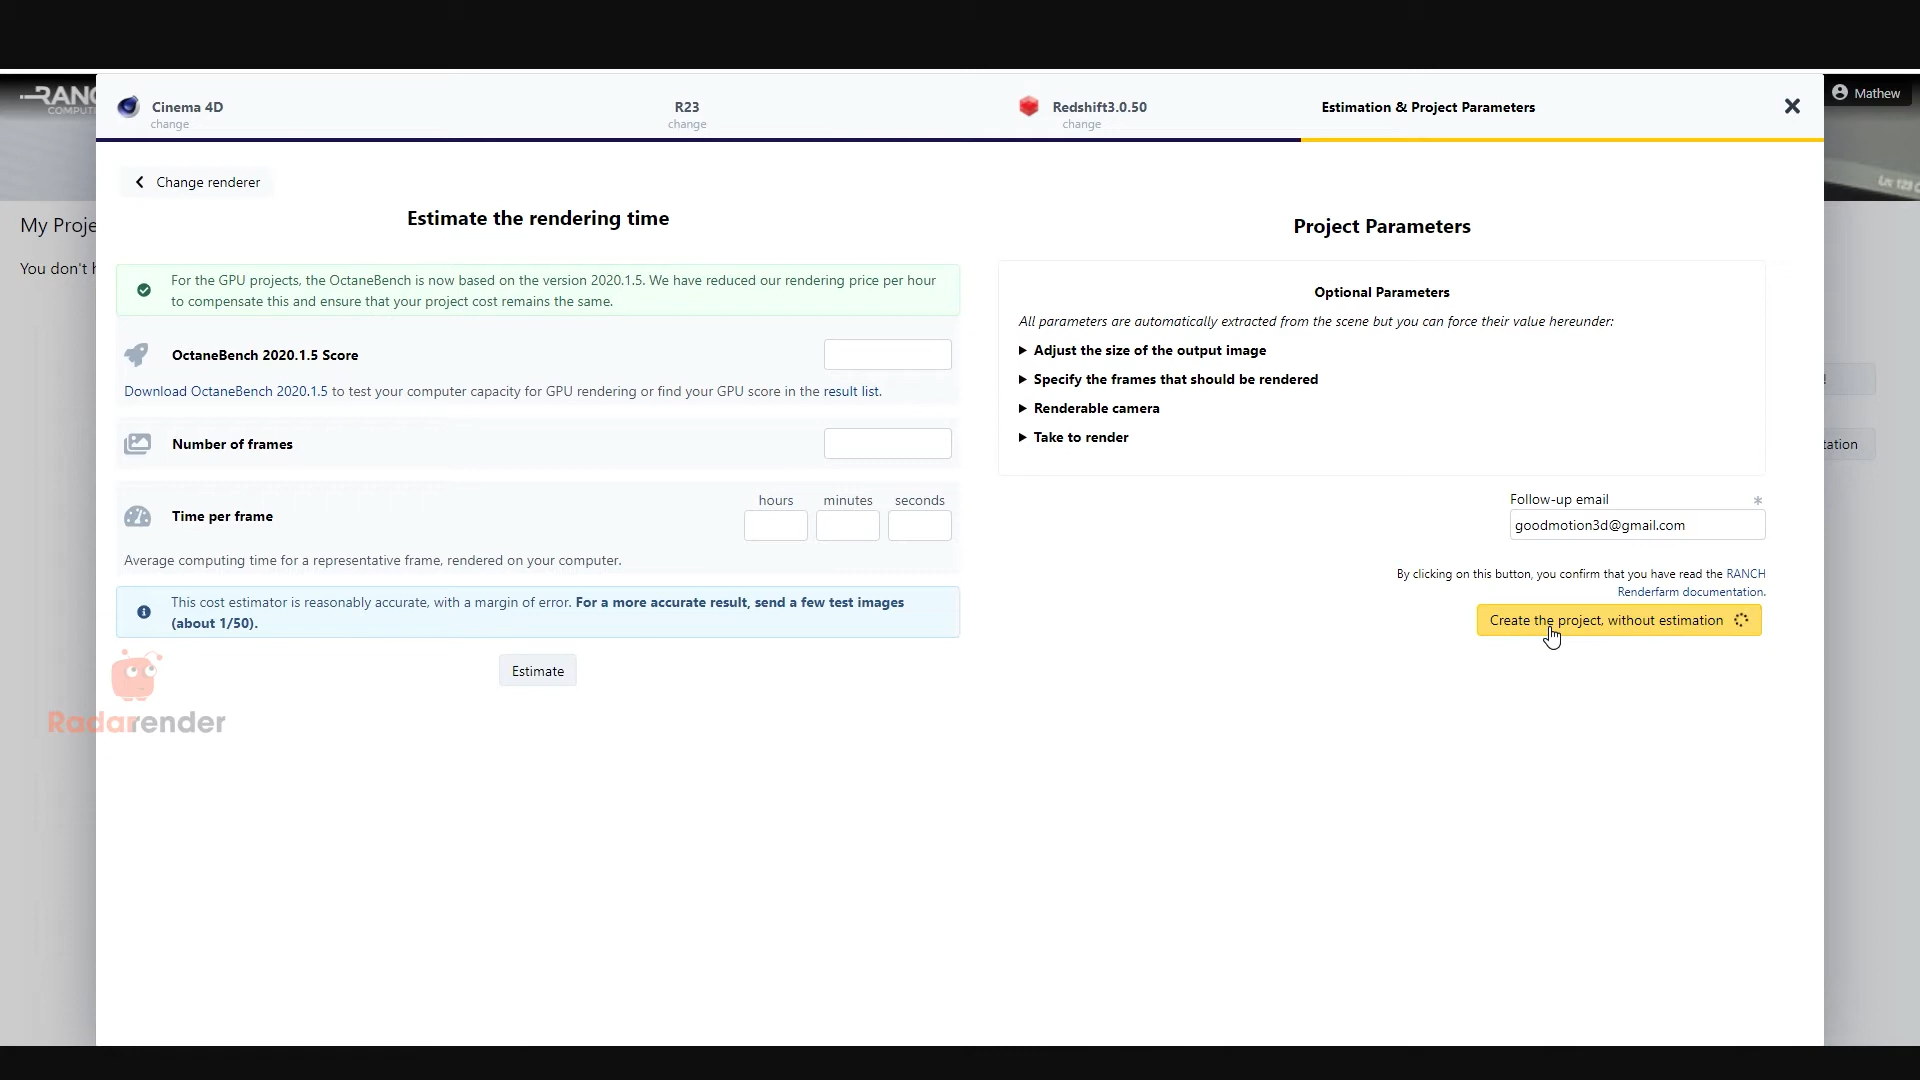 RANC
COMPUT
Mathew
Cinema 4D
change
R23
change
Redshift3.0.50
change
Estimation & Project Parameters
Change renderer
My Proje
You don't h
Estimate the rendering time
For the GPU projects, the OctaneBench is now based on the version 2020.1.5. We have reduced our rendering price per hour
to compensate this and ensure that your project cost remains the same.
OctaneBench 2020.1.5 Score
Download OctaneBench 2020.1.5 to test your computer capacity for GPU rendering or find your GPU score in the result list.
Number of frames
hours minutes seconds
Time per frame
Average computing time for a representative frame, rendered on your computer.
This cost estimator is reasonably accurate, with a margin of error. For a more accurate result, send a few test images
(about 1/50).
Estimate
Radarender
Project Parameters
Optional Parameters
All parameters are automatically extracted from the scene but you can force their value hereunder:
Adjust the size of the output image
Specify the frames that should be rendered
Renderable camera
Take to render
Follow-up email *
goodmotion3d@gmail.com
By clicking on this button, you confirm that you have read the RANCH
Renderfarm documentation.
Create the project, without estimation
tation